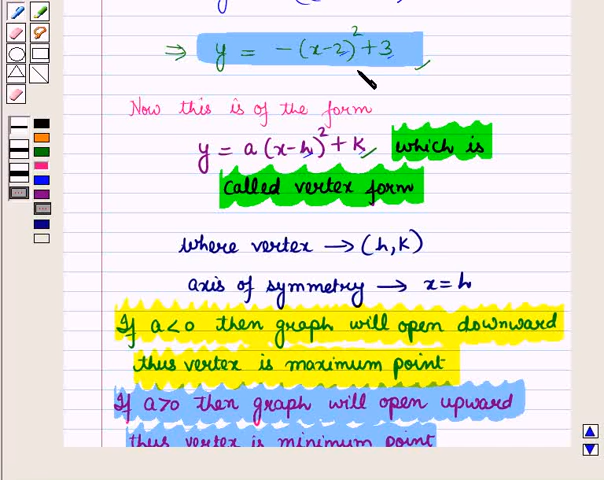 ⇒ y = -(x-2)² + 3
Now this is of the form
y = a(x-h)² + k, which is
called vertex form
where vertex → (h, k)
axis of symmetry → x = h
If a<0 then graph will open downward
thus vertex is maximum point
If a>0 then graph will open upward
thus vertex is minimum point